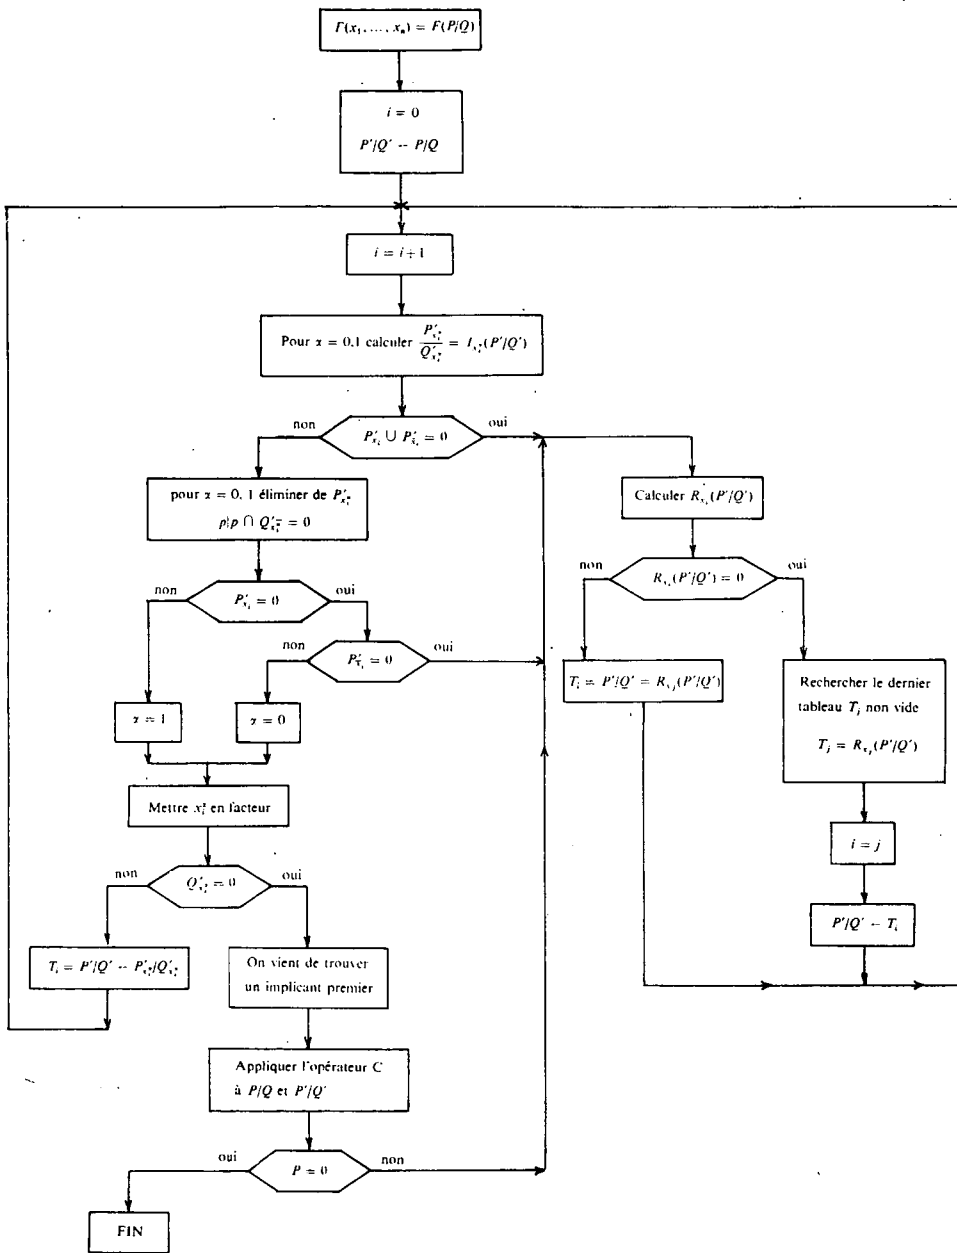 Γ(x₁, ..., xₙ) = F(P/Q)
i = 0
P'/Q' -- P/Q
i = i+1
Pour α = 0,1 calculer P'ₓᵢᵅ / Q'ₓᵢᵅ = Iₓᵢᵅ(P'/Q')
non
P'ₓᵢ ∪ P'x̄ᵢ = 0
oui
pour α = 0, 1 éliminer de P'ₓᵢᵅ
Calculer Rₓᵢ(P'/Q')
p|p ∩ Q'ₓᵢᵅ̄ = 0
non
Rₓᵢ(P'/Q') = 0
oui
non
P'ₓᵢ = 0
oui
non
P'x̄ᵢ = 0
oui
Tᵢ = P'/Q' = Rₓⱼ(P'/Q')
Rechercher le dernier
tableau Tⱼ non vide
Tⱼ = Rₓⱼ(P'/Q')
α = 1
α = 0
Mettre xᵢᵅ en facteur
i = j
non
Q'ₓᵢᵅ = 0
oui
P'/Q' -- Tᵢ
Tᵢ = P'/Q' -- P'ₓᵢᵅ/Q'ₓᵢᵅ
On vient de trouver
un implicant premier
Appliquer l'opérateur C
à P/Q et P'/Q'
oui
P = 0
non
FIN